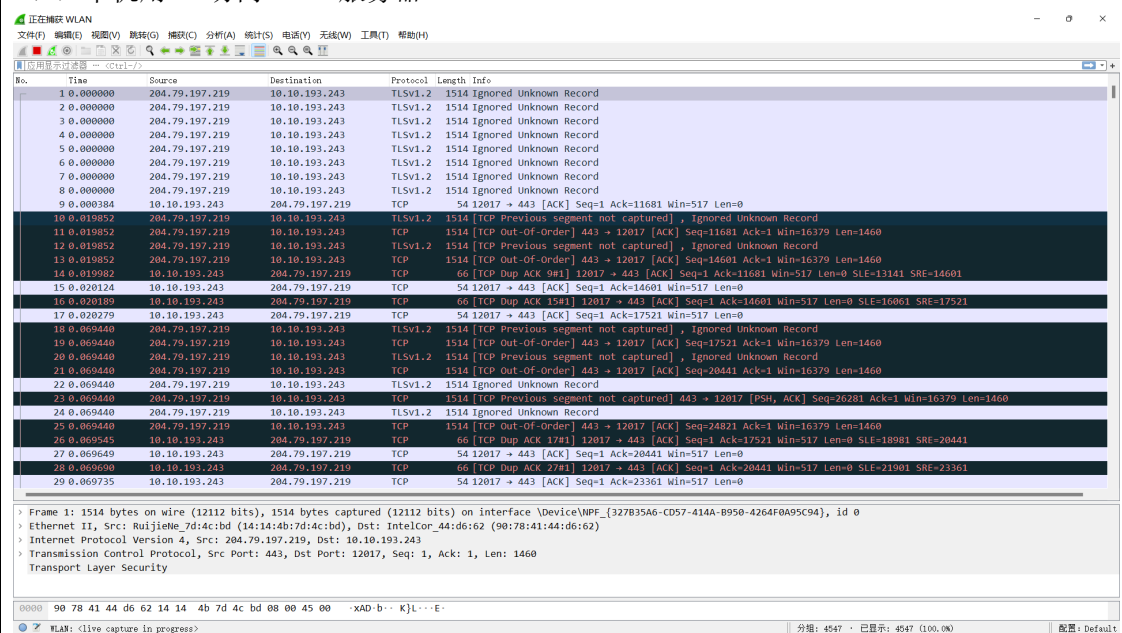 正在捕获 WLAN
文件(F) 编辑(E) 视图(V) 跳转(G) 捕获(C) 分析(A) 统计(S) 电话(Y) 无线(W) 工具(T) 帮助(H)
应用显示过滤器 … <Ctrl-/>
No. Time Source Destination Protocol Length Info
1 0.000000 204.79.197.219 10.10.193.243 TLSv1.2 1514 Ignored Unknown Record
2 0.000000 204.79.197.219 10.10.193.243 TLSv1.2 1514 Ignored Unknown Record
3 0.000000 204.79.197.219 10.10.193.243 TLSv1.2 1514 Ignored Unknown Record
4 0.000000 204.79.197.219 10.10.193.243 TLSv1.2 1514 Ignored Unknown Record
5 0.000000 204.79.197.219 10.10.193.243 TLSv1.2 1514 Ignored Unknown Record
6 0.000000 204.79.197.219 10.10.193.243 TLSv1.2 1514 Ignored Unknown Record
7 0.000000 204.79.197.219 10.10.193.243 TLSv1.2 1514 Ignored Unknown Record
8 0.000000 204.79.197.219 10.10.193.243 TLSv1.2 1514 Ignored Unknown Record
9 0.000384 10.10.193.243 204.79.197.219 TCP 54 12017 → 443 [ACK] Seq=1 Ack=11681 Win=517 Len=0
10 0.019852 204.79.197.219 10.10.193.243 TLSv1.2 1514 [TCP Previous segment not captured] , Ignored Unknown Record
11 0.019852 204.79.197.219 10.10.193.243 TCP 1514 [TCP Out-Of-Order] 443 → 12017 [ACK] Seq=11681 Ack=1 Win=16379 Len=1460
12 0.019852 204.79.197.219 10.10.193.243 TLSv1.2 1514 [TCP Previous segment not captured] , Ignored Unknown Record
13 0.019852 204.79.197.219 10.10.193.243 TCP 1514 [TCP Out-Of-Order] 443 → 12017 [ACK] Seq=14601 Ack=1 Win=16379 Len=1460
14 0.019982 10.10.193.243 204.79.197.219 TCP 66 [TCP Dup ACK 9#1] 12017 → 443 [ACK] Seq=1 Ack=11681 Win=517 Len=0 SLE=13141 SRE=14601
15 0.020124 10.10.193.243 204.79.197.219 TCP 54 12017 → 443 [ACK] Seq=1 Ack=14601 Win=517 Len=0
16 0.020189 10.10.193.243 204.79.197.219 TCP 66 [TCP Dup ACK 15#1] 12017 → 443 [ACK] Seq=1 Ack=14601 Win=517 Len=0 SLE=16061 SRE=17521
17 0.020279 10.10.193.243 204.79.197.219 TCP 54 12017 → 443 [ACK] Seq=1 Ack=17521 Win=517 Len=0
18 0.069440 204.79.197.219 10.10.193.243 TLSv1.2 1514 [TCP Previous segment not captured] , Ignored Unknown Record
19 0.069440 204.79.197.219 10.10.193.243 TCP 1514 [TCP Out-Of-Order] 443 → 12017 [ACK] Seq=17521 Ack=1 Win=16379 Len=1460
20 0.069440 204.79.197.219 10.10.193.243 TLSv1.2 1514 [TCP Previous segment not captured] , Ignored Unknown Record
21 0.069440 204.79.197.219 10.10.193.243 TCP 1514 [TCP Out-Of-Order] 443 → 12017 [ACK] Seq=20441 Ack=1 Win=16379 Len=1460
22 0.069440 204.79.197.219 10.10.193.243 TLSv1.2 1514 Ignored Unknown Record
23 0.069440 204.79.197.219 10.10.193.243 TCP 1514 [TCP Previous segment not captured] 443 → 12017 [PSH, ACK] Seq=26281 Ack=1 Win=16379 Len=1460
24 0.069440 204.79.197.219 10.10.193.243 TLSv1.2 1514 Ignored Unknown Record
25 0.069440 204.79.197.219 10.10.193.243 TCP 1514 [TCP Out-Of-Order] 443 → 12017 [ACK] Seq=24821 Ack=1 Win=16379 Len=1460
26 0.069545 10.10.193.243 204.79.197.219 TCP 66 [TCP Dup ACK 17#1] 12017 → 443 [ACK] Seq=1 Ack=17521 Win=517 Len=0 SLE=18981 SRE=20441
27 0.069649 10.10.193.243 204.79.197.219 TCP 54 12017 → 443 [ACK] Seq=1 Ack=20441 Win=517 Len=0
28 0.069690 10.10.193.243 204.79.197.219 TCP 66 [TCP Dup ACK 27#1] 12017 → 443 [ACK] Seq=1 Ack=20441 Win=517 Len=0 SLE=21901 SRE=23361
29 0.069735 10.10.193.243 204.79.197.219 TCP 54 12017 → 443 [ACK] Seq=1 Ack=23361 Win=517 Len=0
> Frame 1: 1514 bytes on wire (12112 bits), 1514 bytes captured (12112 bits) on interface \Device\NPF_{327B35A6-CD57-414A-B950-4264F0A95C94}, id 0
> Ethernet II, Src: RuijieNe_7d:4c:bd (14:14:4b:7d:4c:bd), Dst: IntelCor_44:d6:62 (90:78:41:44:d6:62)
> Internet Protocol Version 4, Src: 204.79.197.219, Dst: 10.10.193.243
> Transmission Control Protocol, Src Port: 443, Dst Port: 12017, Seq: 1, Ack: 1, Len: 1460
Transport Layer Security
0000 90 78 41 44 d6 62 14 14 4b 7d 4c bd 08 00 45 00 ·xAD·b·· K}L···E·
WLAN: <live capture in progress> 分组: 4547 · 已显示: 4547 (100.0%) 配置: Default